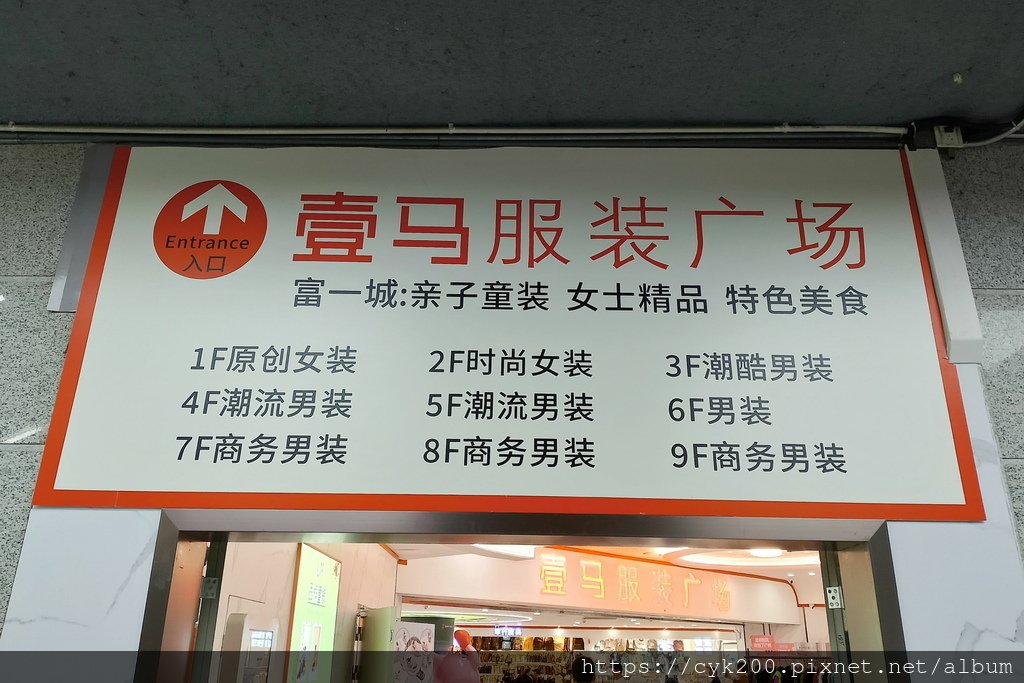 壹马服装广场
Entrance
入口
富一城:亲子童装 女士精品 特色美食
1F原创女装 2F时尚女装 3F潮酷男装
4F潮流男装 5F潮流男装 6F男装
7F商务男装 8F商务男装 9F商务男装
壹马服装广场
https://cyk200.pixnet.net/album